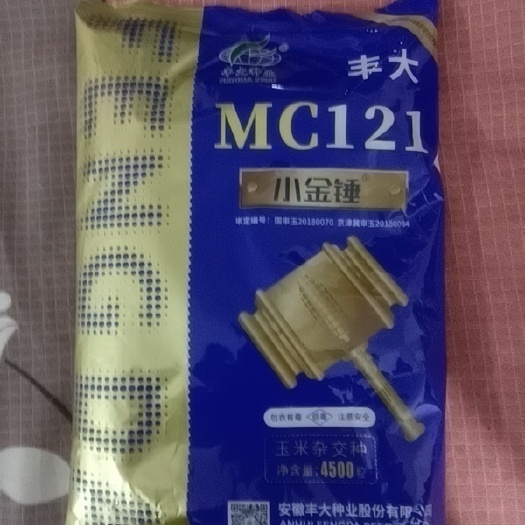 FENGD
丰大
MC121
小金锤®
审定编号：国审玉20180070 京津冀审玉20180094
包衣有毒 注意安全
玉米杂交种
净含量：4500粒
安徽丰大种业股份有限
ANHUI FENGDA